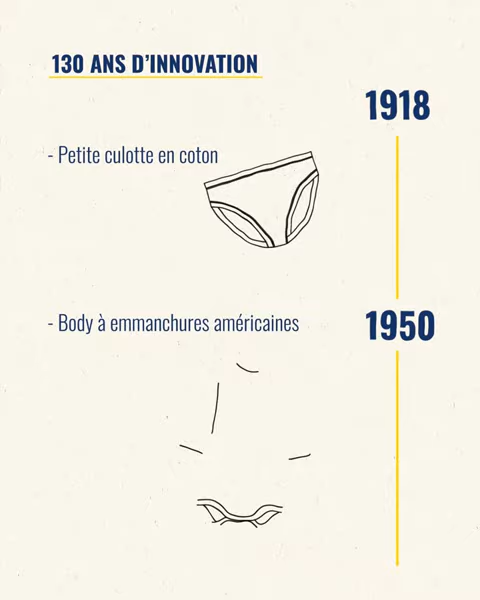 130 ANS D'INNOVATION
1918
- Petite culotte en coton
- Body à emmanchures américaines
1950